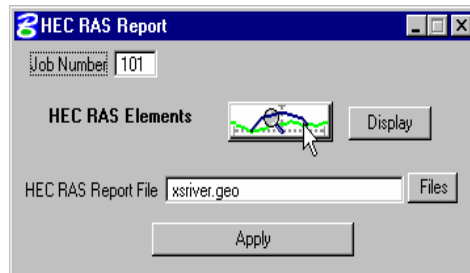 HEC RAS Report
Job Number 101
HEC RAS Elements Display
HEC RAS Report File xsriver.geo Files
Apply